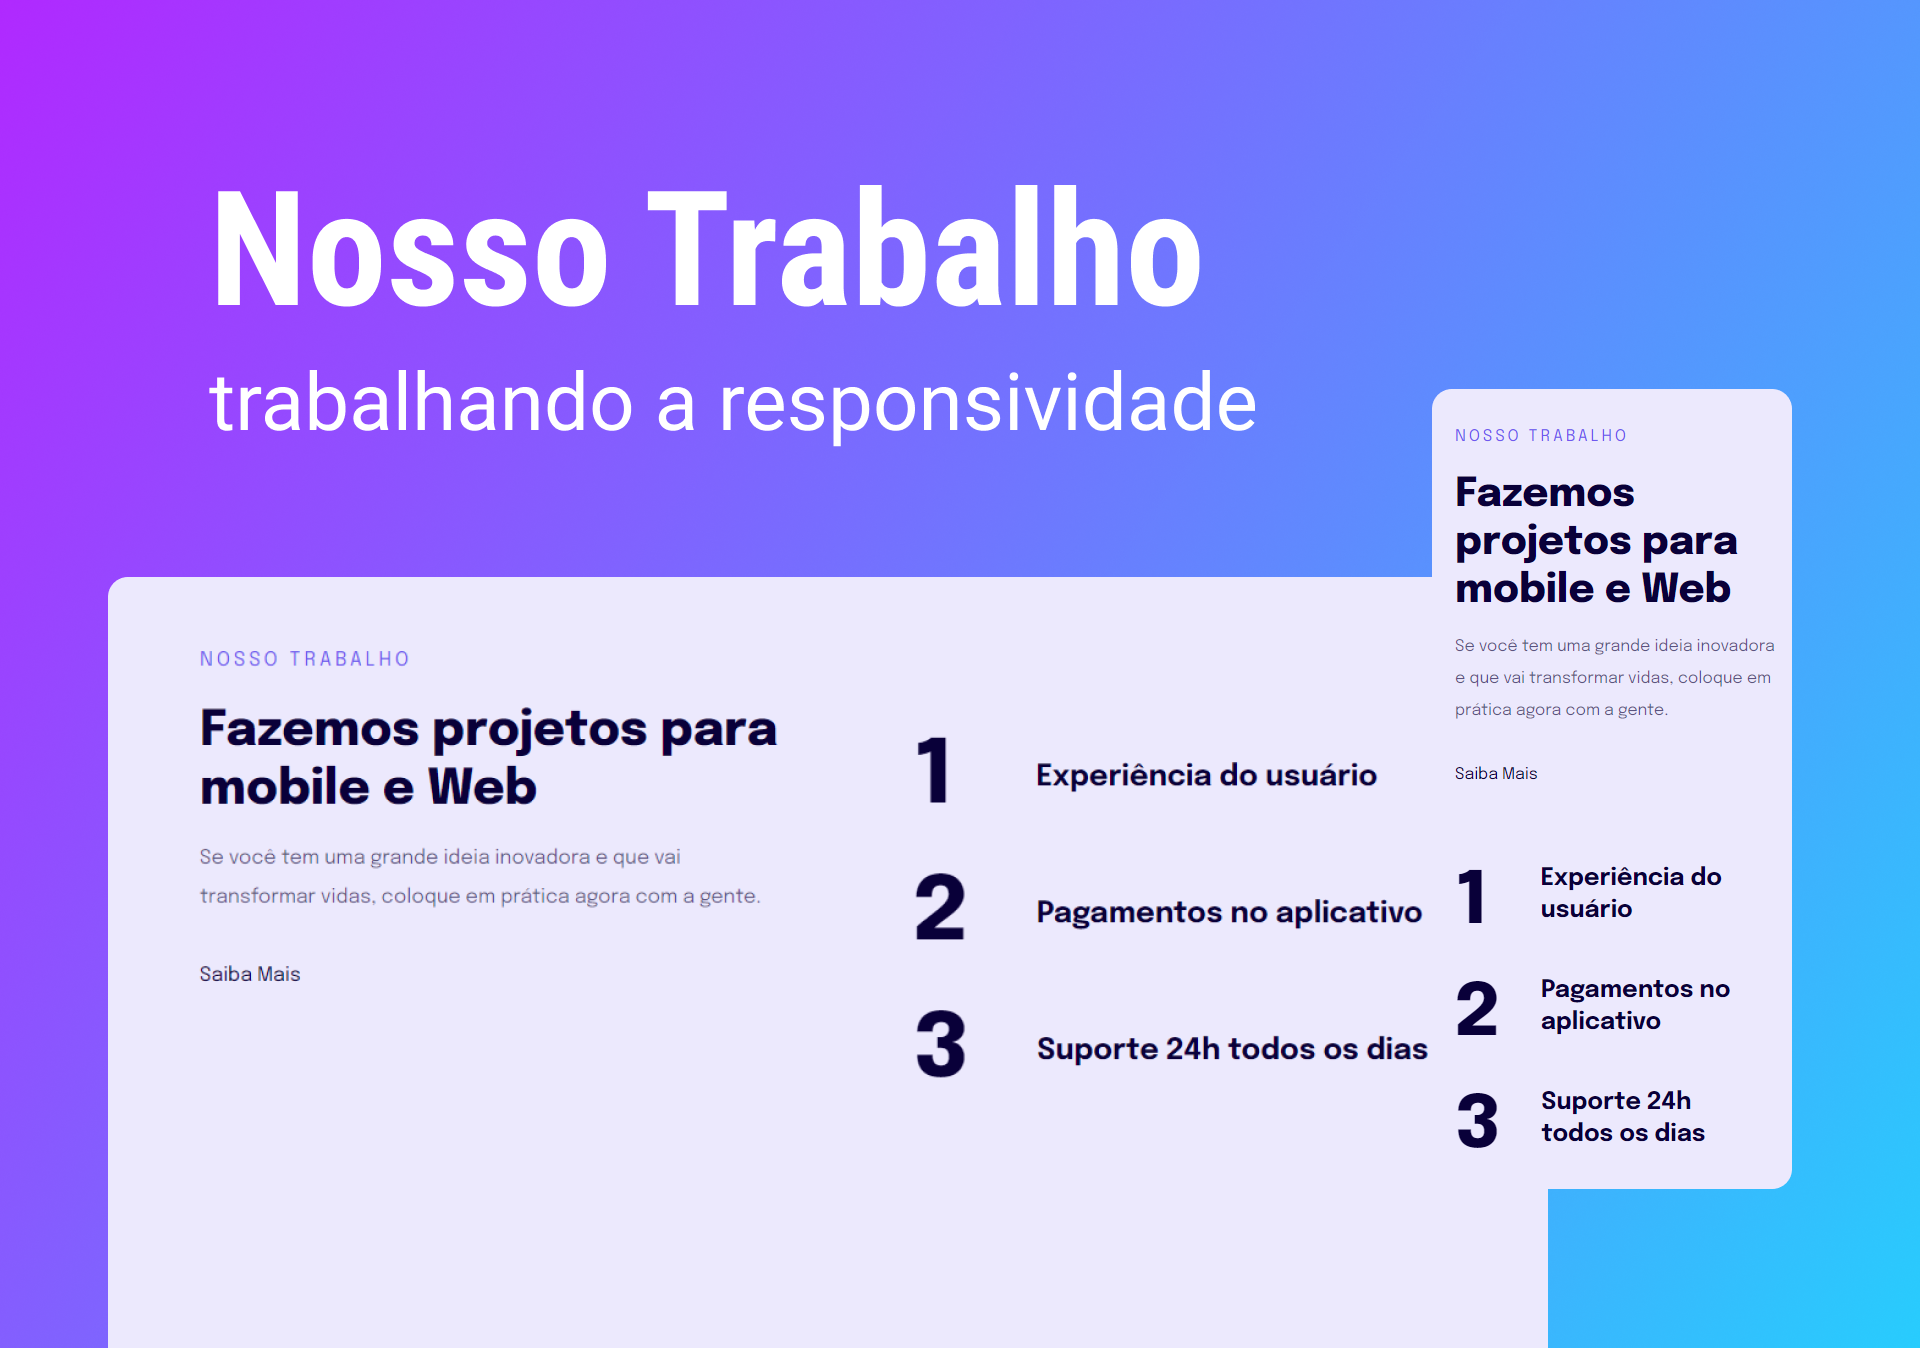 Nosso Trabalho
trabalhando a responsividade
NOSSO TRABALHO
Fazemos projetos para
mobile e Web
Se você tem uma grande ideia inovadora e que vai
transformar vidas, coloque em prática agora com a gente.
Saiba Mais
1 Experiência do usuário
2 Pagamentos no aplicativo
3 Suporte 24h todos os dias
NOSSO TRABALHO
Fazemos
projetos para
mobile e Web
Se você tem uma grande ideia inovadora
e que vai transformar vidas, coloque em
prática agora com a gente.
Saiba Mais
1 Experiência do
usuário
2 Pagamentos no
aplicativo
3 Suporte 24h
todos os dias